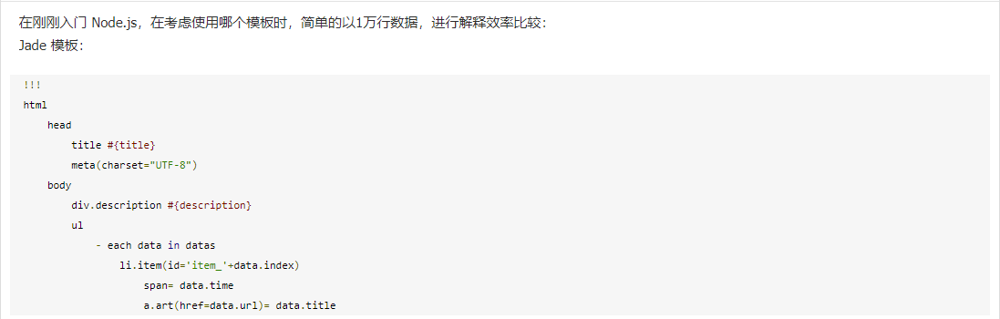 在刚刚入门 Node.js，在考虑使用哪个模板时，简单的以1万行数据，进行解释效率比较：
Jade 模板：
!!!
html
    head
        title #{title}
        meta(charset="UTF-8")
    body
        div.description #{description}
        ul
            - each data in datas
                li.item(id='item_'+data.index)
                    span= data.time
                    a.art(href=data.url)= data.title